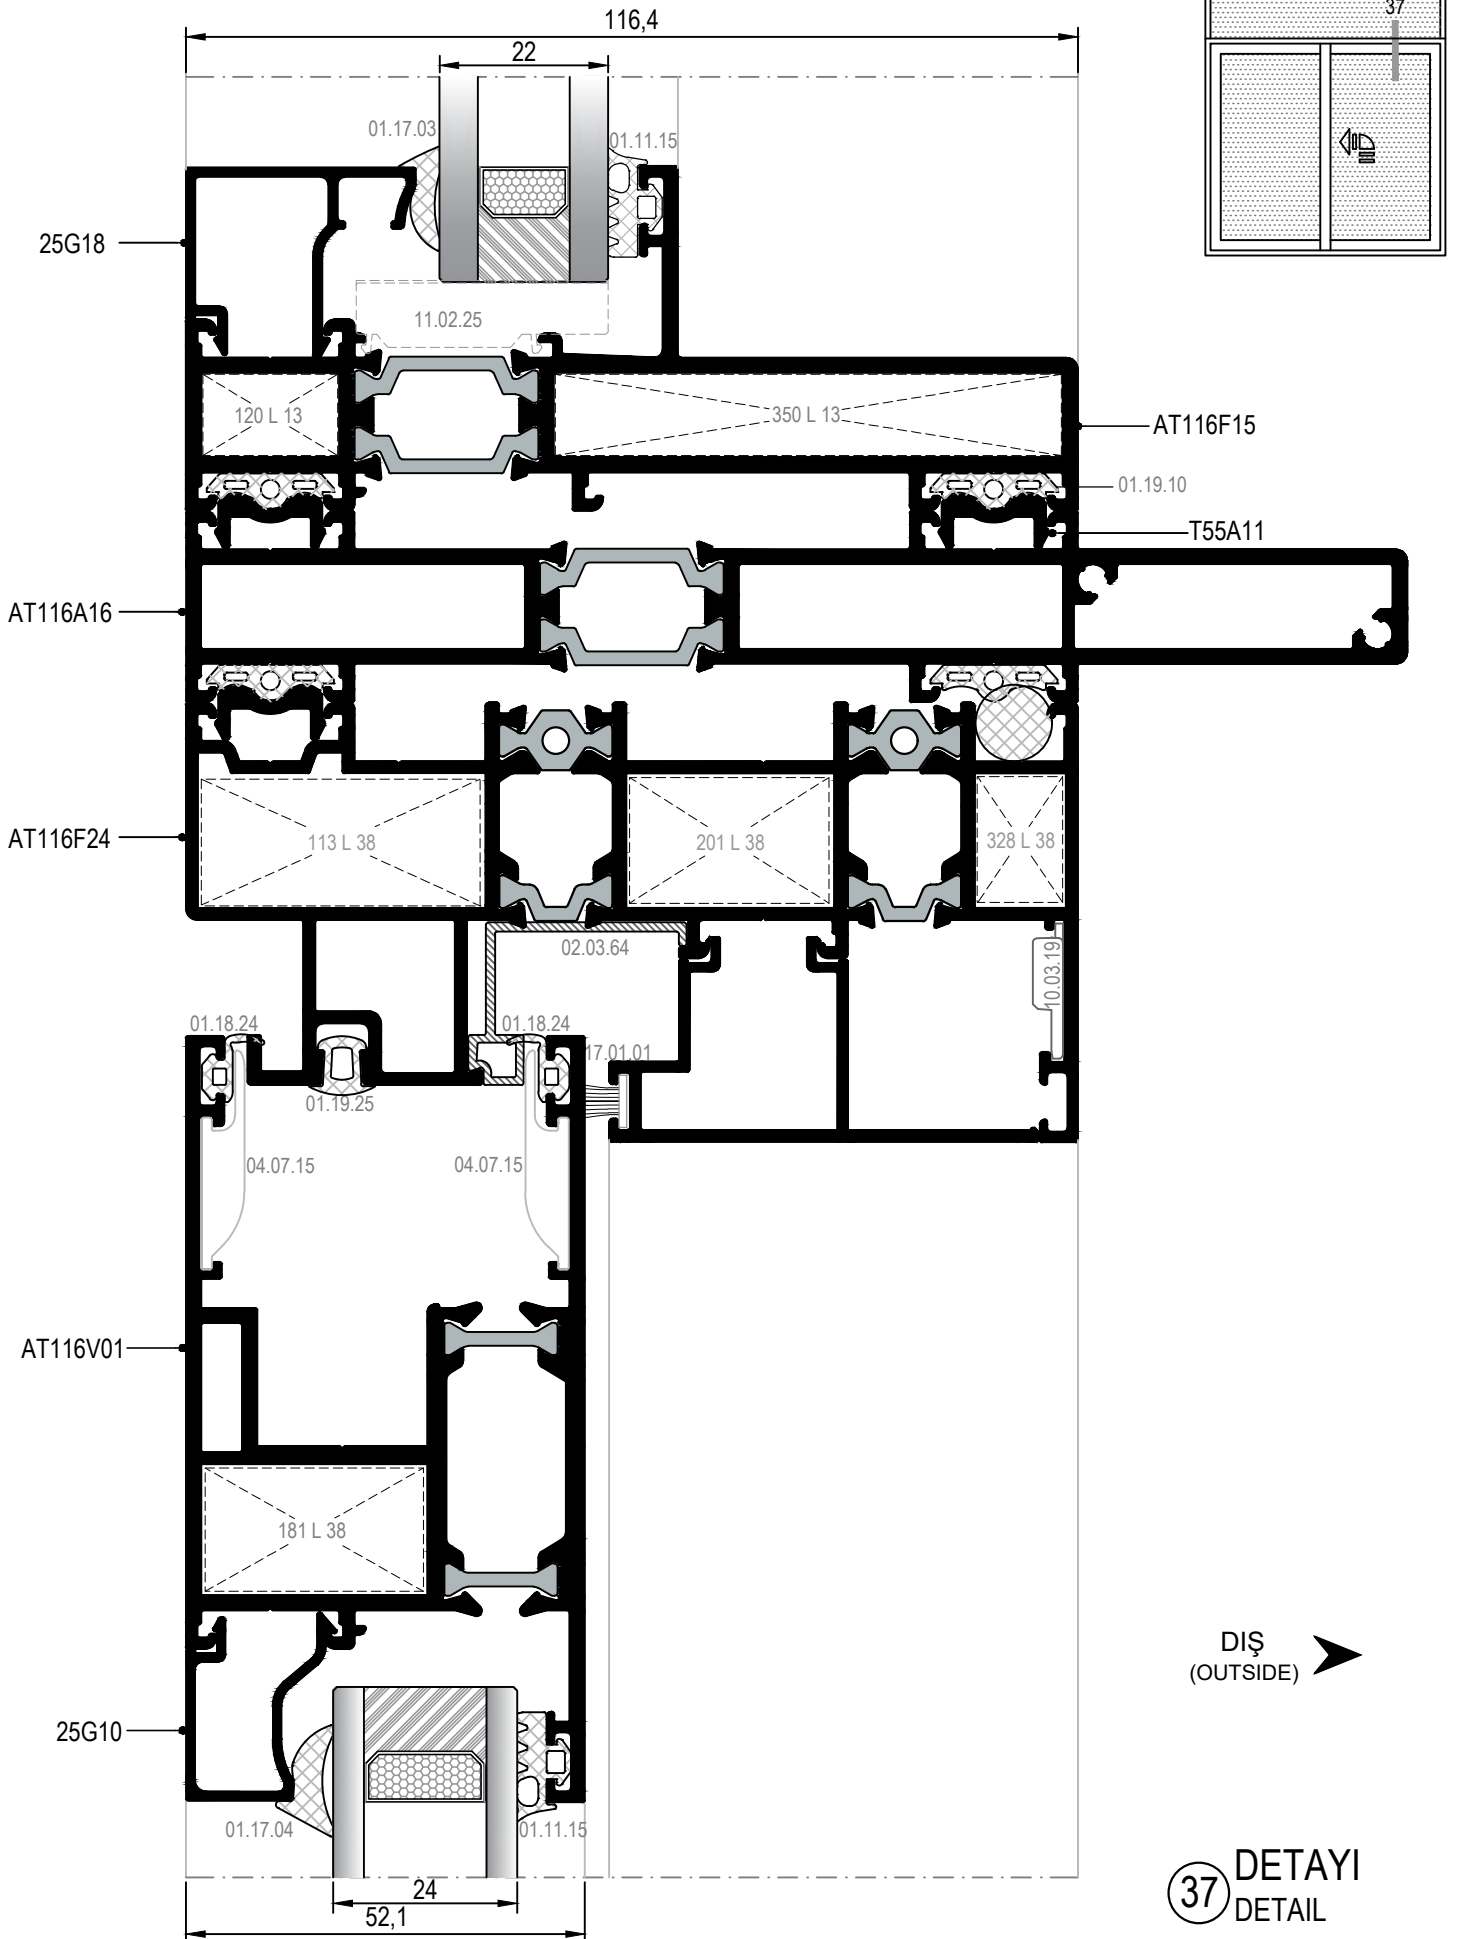 116,4
37
22
01.17.03
01.11.15
25G18
11.02.25
120 L 13
350 L 13
AT116F15
01.19.10
T55A11
AT116A16
AT116F24
113 L 38
201 L 38
328 L 38
02.03.64
10.03.19
01.18.24
01.18.24
17.01.01
01.19.25
04.07.15
04.07.15
AT116V01
181 L 38
DIŞ
(OUTSIDE)
25G10
01.17.04
01.11.15
24
52,1
37
DETAYI
DETAIL